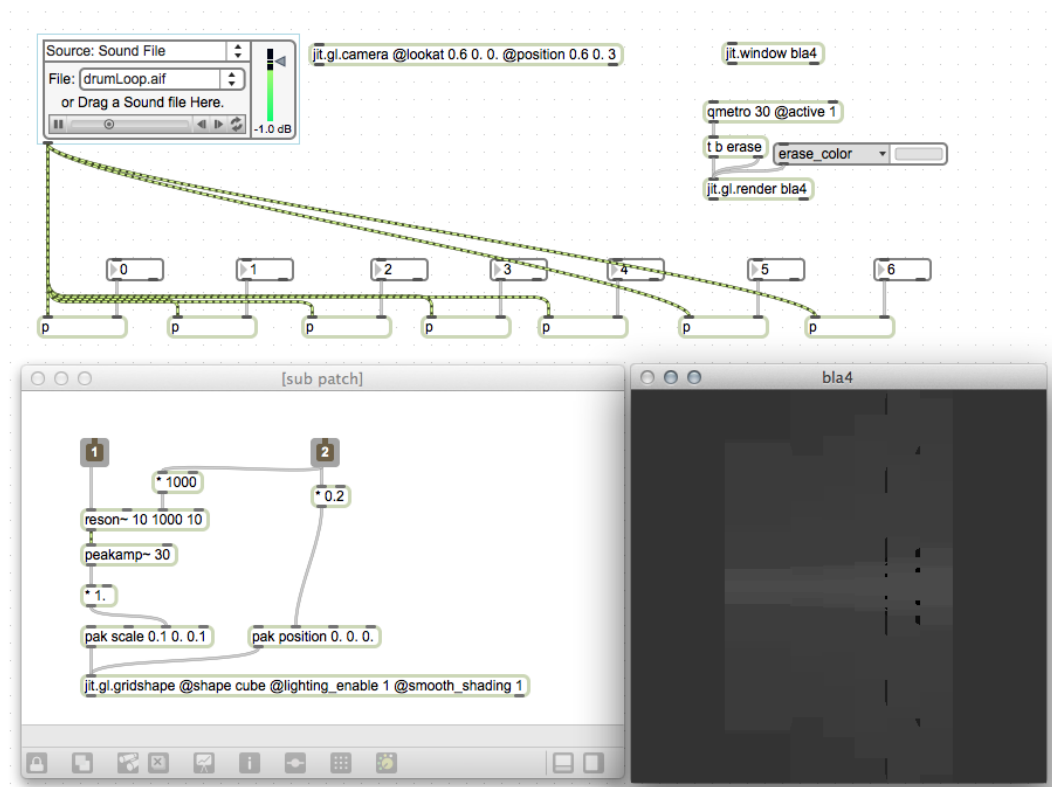 Source: Sound File
File: drumLoop.aif
or Drag a Sound file Here.
-1.0 dB
jit.gl.camera @lookat 0.6 0. 0. @position 0.6 0. 3
jit.window bla4
qmetro 30 @active 1
t b erase
erase_color
jit.gl.render bla4
0
1
2
3
4
5
6
p
p
p
p
p
p
p
[sub patch]
1
2
* 1000
* 0.2
reson~ 10 1000 10
peakamp~ 30
* 1.
pak scale 0.1 0. 0.1
pak position 0. 0. 0.
jit.gl.gridshape @shape cube @lighting_enable 1 @smooth_shading 1
i
bla4